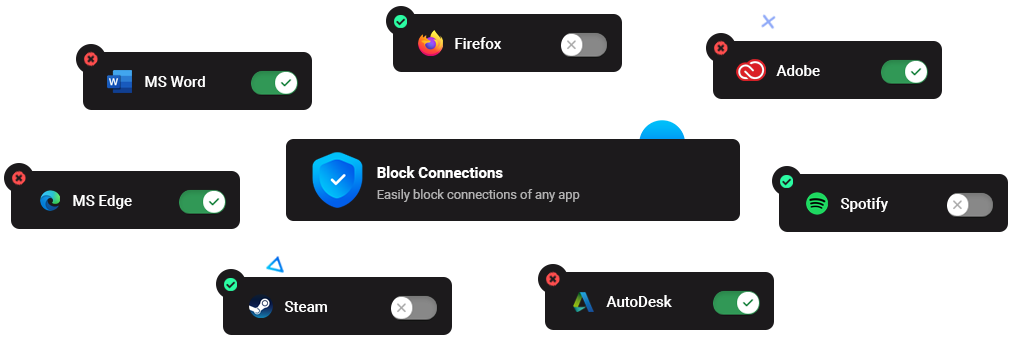 Firefox
Adobe
MS Word
W
Block Connections
Easily block connections of any app
MS Edge
Spotify
Steam
AutoDesk